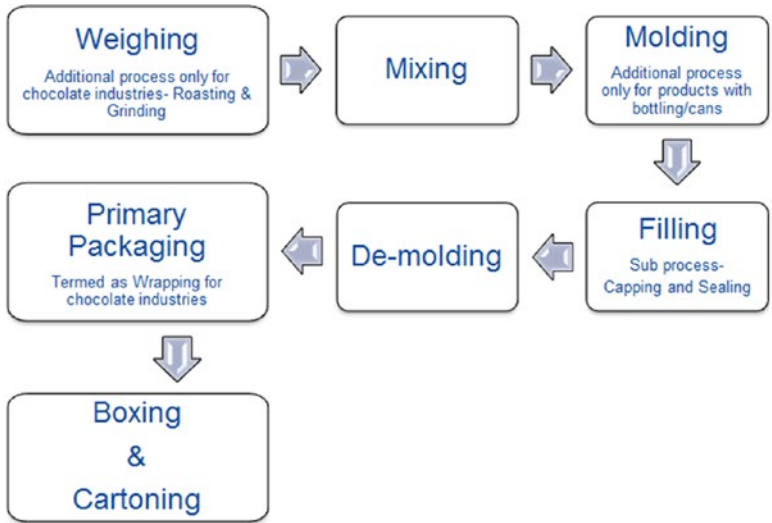 Weighing
Additional process only for
chocolate industries- Roasting &
Grinding
Mixing
Molding
Additional process
only for products with
bottling/cans
Filling
Sub process-
Capping and Sealing
De-molding
Primary
Packaging
Termed as Wrapping for
chocolate industries
Boxing
&
Cartoning